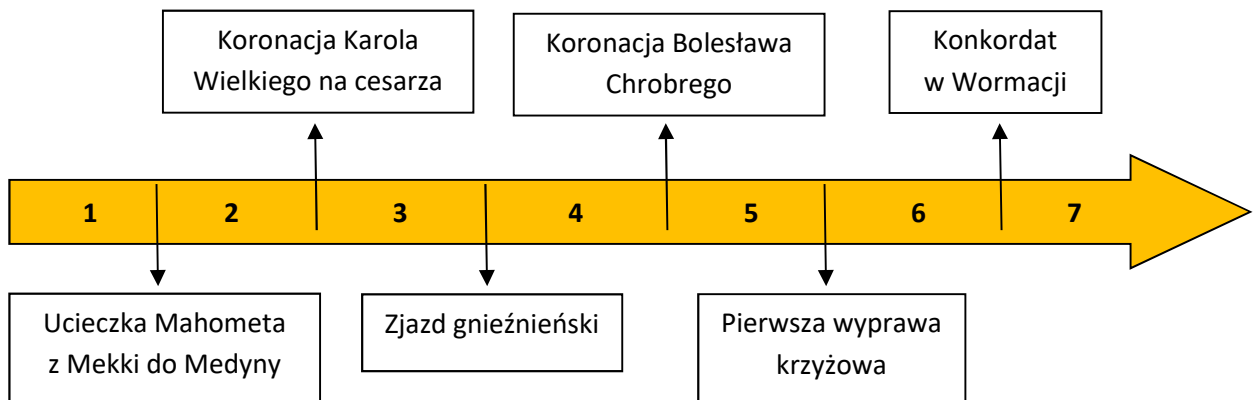 Koronacja Karola
Wielkiego na cesarza
Koronacja Bolesława
Chrobrego
Konkordat
w Wormacji
1 2 3 4 5 6 7
Ucieczka Mahometa
z Mekki do Medyny
Zjazd gnieźnieński
Pierwsza wyprawa
krzyżowa